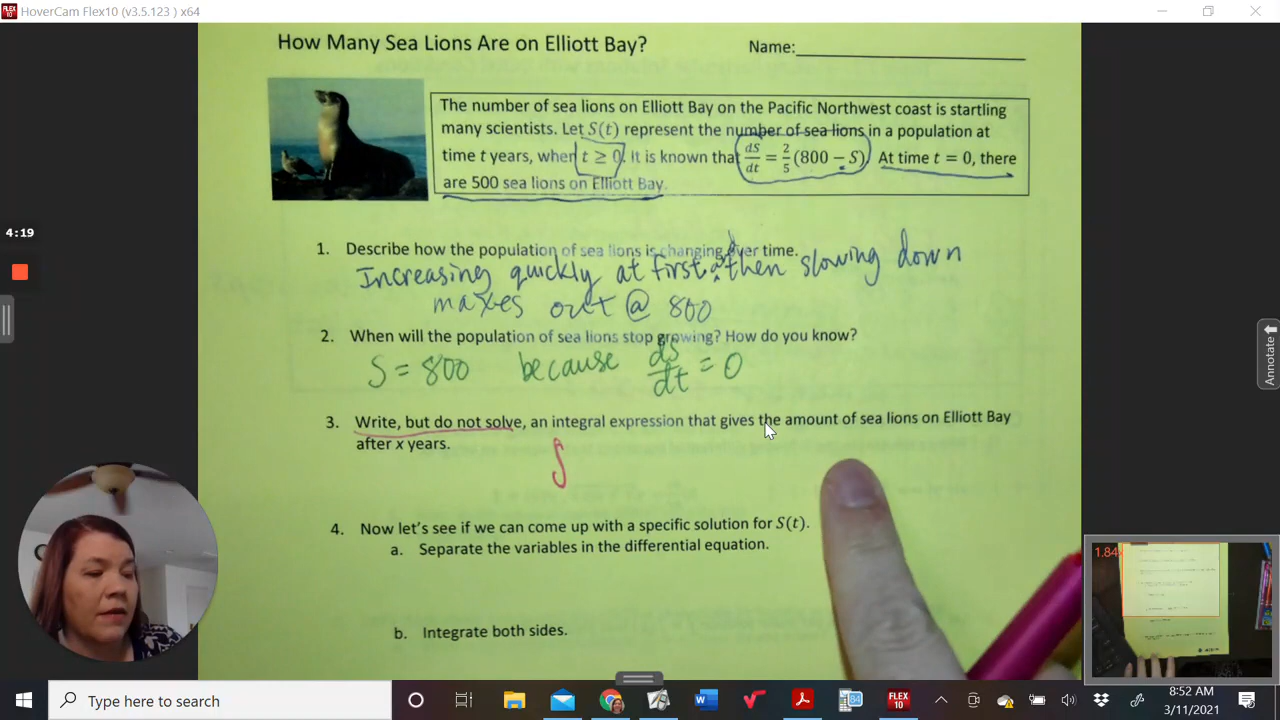 HoverCam Flex10 (v3.5.123 ) x64
How Many Sea Lions Are on Elliott Bay?
Name:
The number of sea lions on Elliott Bay on the Pacific Northwest coast is startling
many scientists. Let S(t) represent the number of sea lions in a population at
time t years, when t ≥ 0. It is known that dS/dt = 2/5(800 − S). At time t = 0, there
are 500 sea lions on Elliott Bay.
4:19
1. Describe how the population of sea lions is changing over time.
Increasing quickly at first, then slowing down
maxes out @ 800
2. When will the population of sea lions stop growing? How do you know?
S = 800 because dS/dt = 0
3. Write, but do not solve, an integral expression that gives the amount of sea lions on Elliott Bay
after x years.
∫
4. Now let's see if we can come up with a specific solution for S(t).
a. Separate the variables in the differential equation.
b. Integrate both sides.
Annotate
1.84x
Type here to search
FLEX
10
8:52 AM
3/11/2021